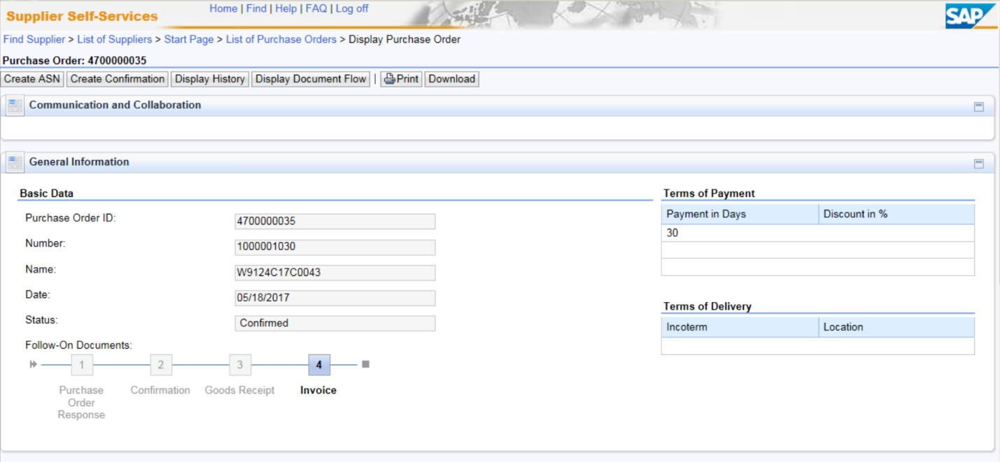 Supplier Self-Services
Home | Find | Help | FAQ | Log off
SAP
Find Supplier > List of Suppliers > Start Page > List of Purchase Orders > Display Purchase Order
Purchase Order: 4700000035
Create ASN Create Confirmation Display History Display Document Flow | Print Download
Communication and Collaboration
General Information
Basic Data
Purchase Order ID: 4700000035
Number: 1000001030
Name: W9124C17C0043
Date: 05/18/2017
Status: Confirmed
Follow-On Documents:
1 2 3 4
Purchase Order Response Confirmation Goods Receipt Invoice
Terms of Payment
Payment in Days Discount in %
30
Terms of Delivery
Incoterm Location